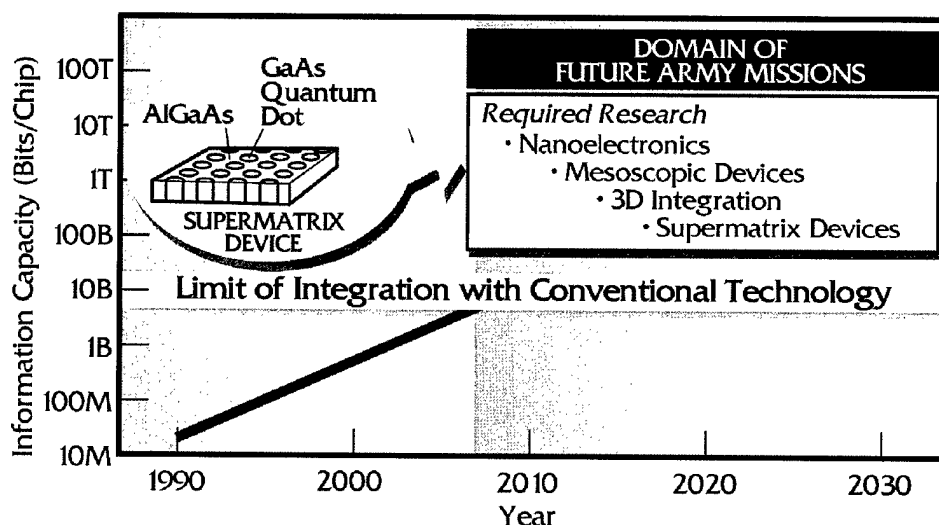 Information Capacity (Bits/Chip)
100T
10T
1T
100B
10B
1B
100M
10M
GaAs
Quantum
Dot
AlGaAs
SUPERMATRIX
DEVICE
DOMAIN OF
FUTURE ARMY MISSIONS
Required Research
· Nanoelectronics
· Mesoscopic Devices
· 3D Integration
· Supermatrix Devices
Limit of Integration with Conventional Technology
1990
2000
2010
2020
2030
Year